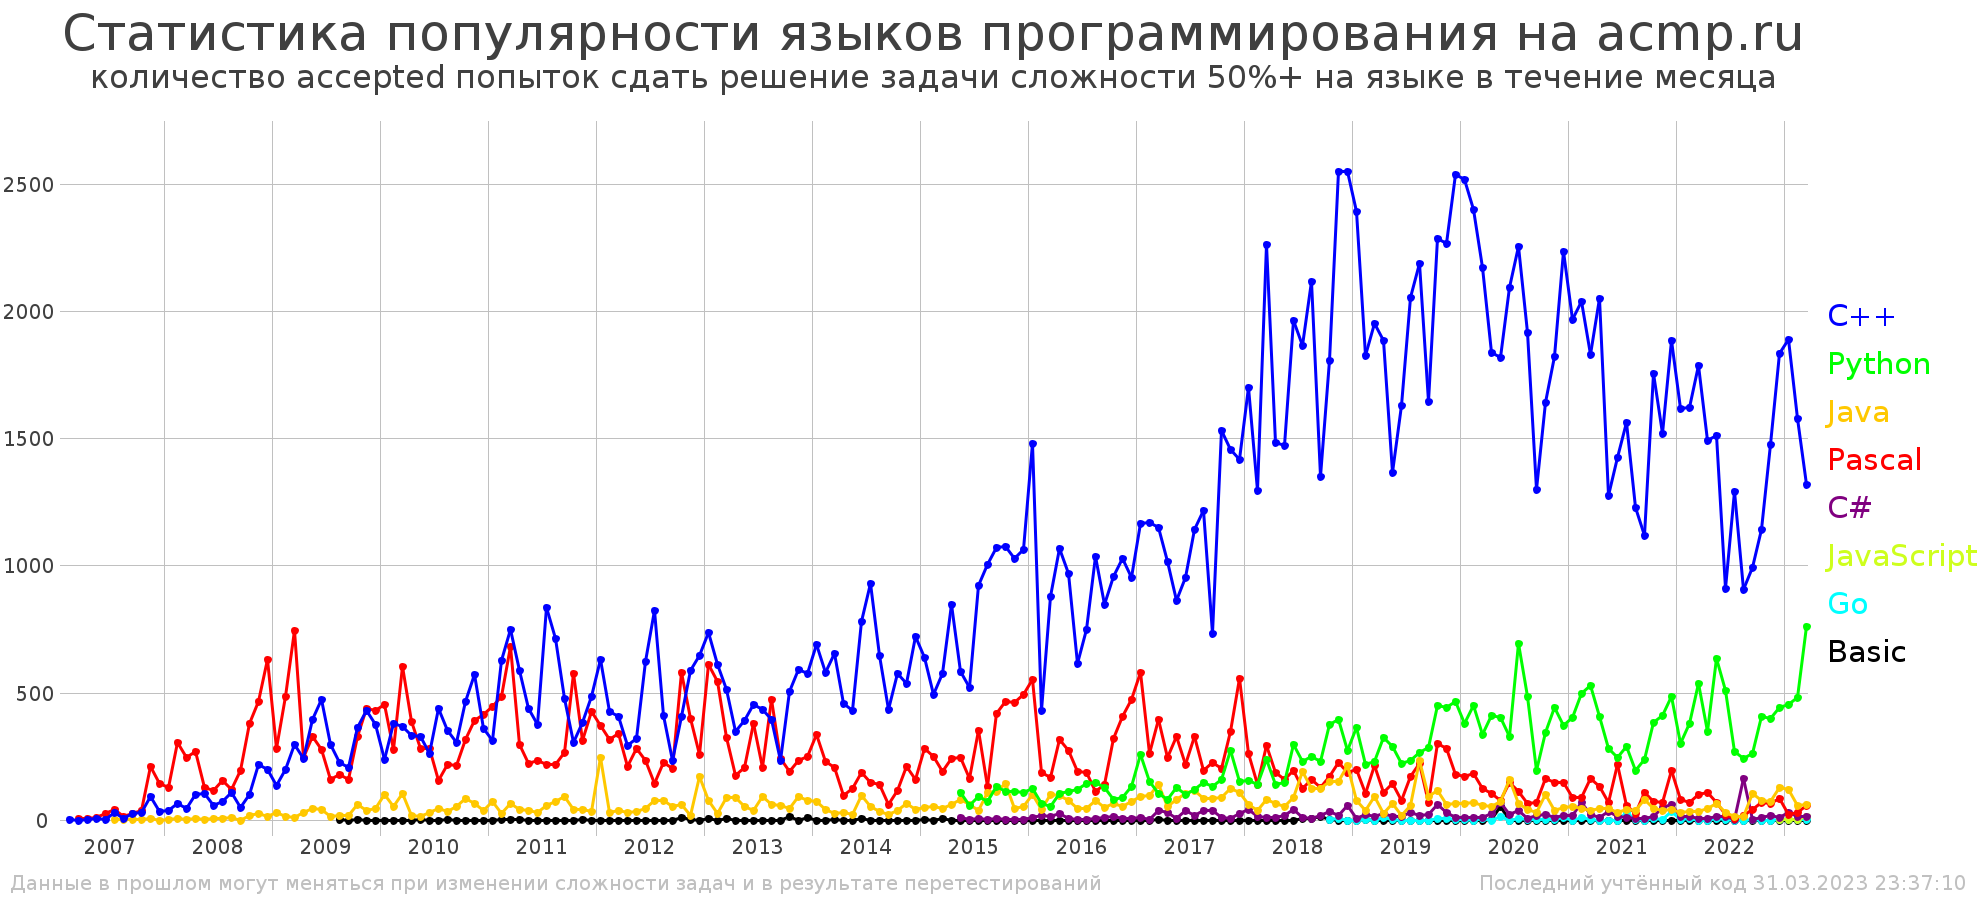 Статистика популярности языков программирования на acmp.ru
количество accepted попыток сдать решение задачи сложности 50%+ на языке в течение месяца
2500
2000
1500
1000
500
0
C++
Python
Java
Pascal
C#
JavaScript
Go
Basic
2007 2008 2009 2010 2011 2012 2013 2014 2015 2016 2017 2018 2019 2020 2021 2022
Данные в прошлом могут меняться при изменении сложности задач и в результате перетестирований
Последний учтённый код 31.03.2023 23:37:10